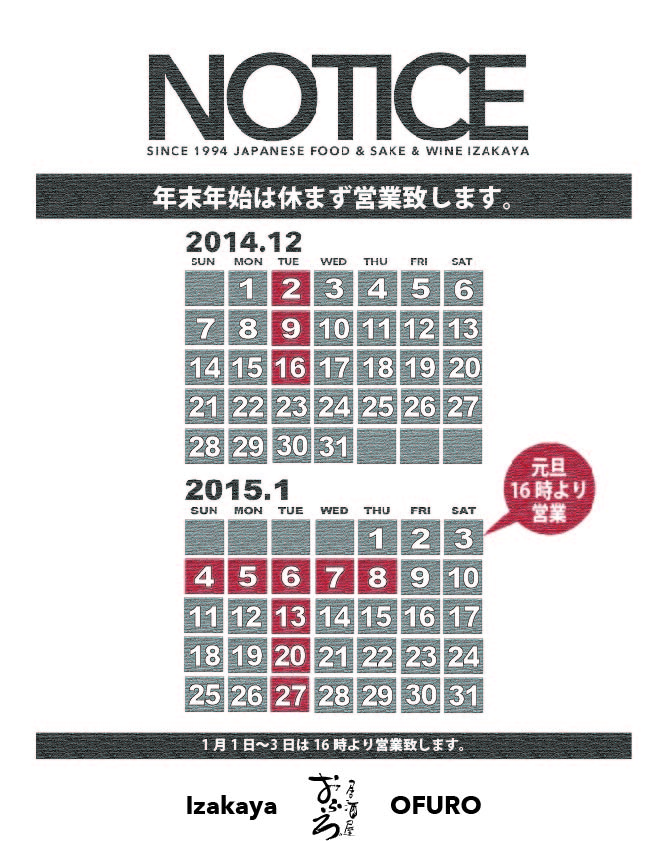 NOTICE
SINCE 1994 JAPANESE FOOD & SAKE & WINE IZAKAYA
年末年始は休まず営業致します。
2014.12
SUN MON TUE WED THU FRI SAT
1 2 3 4 5 6
7 8 9 10 11 12 13
14 15 16 17 18 19 20
21 22 23 24 25 26 27
28 29 30 31
元旦
16時より
営業
2015.1
SUN MON TUE WED THU FRI SAT
1 2 3
4 5 6 7 8 9 10
11 12 13 14 15 16 17
18 19 20 21 22 23 24
25 26 27 28 29 30 31
1月1日〜3日は16時より営業致します。
Izakaya 居酒屋 おふろ OFURO